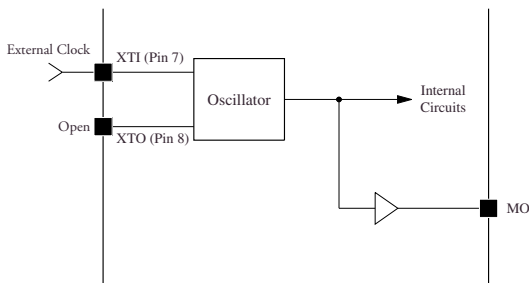 External Clock
XTI (Pin 7)
Open
XTO (Pin 8)
Oscillator
Internal
Circuits
MO